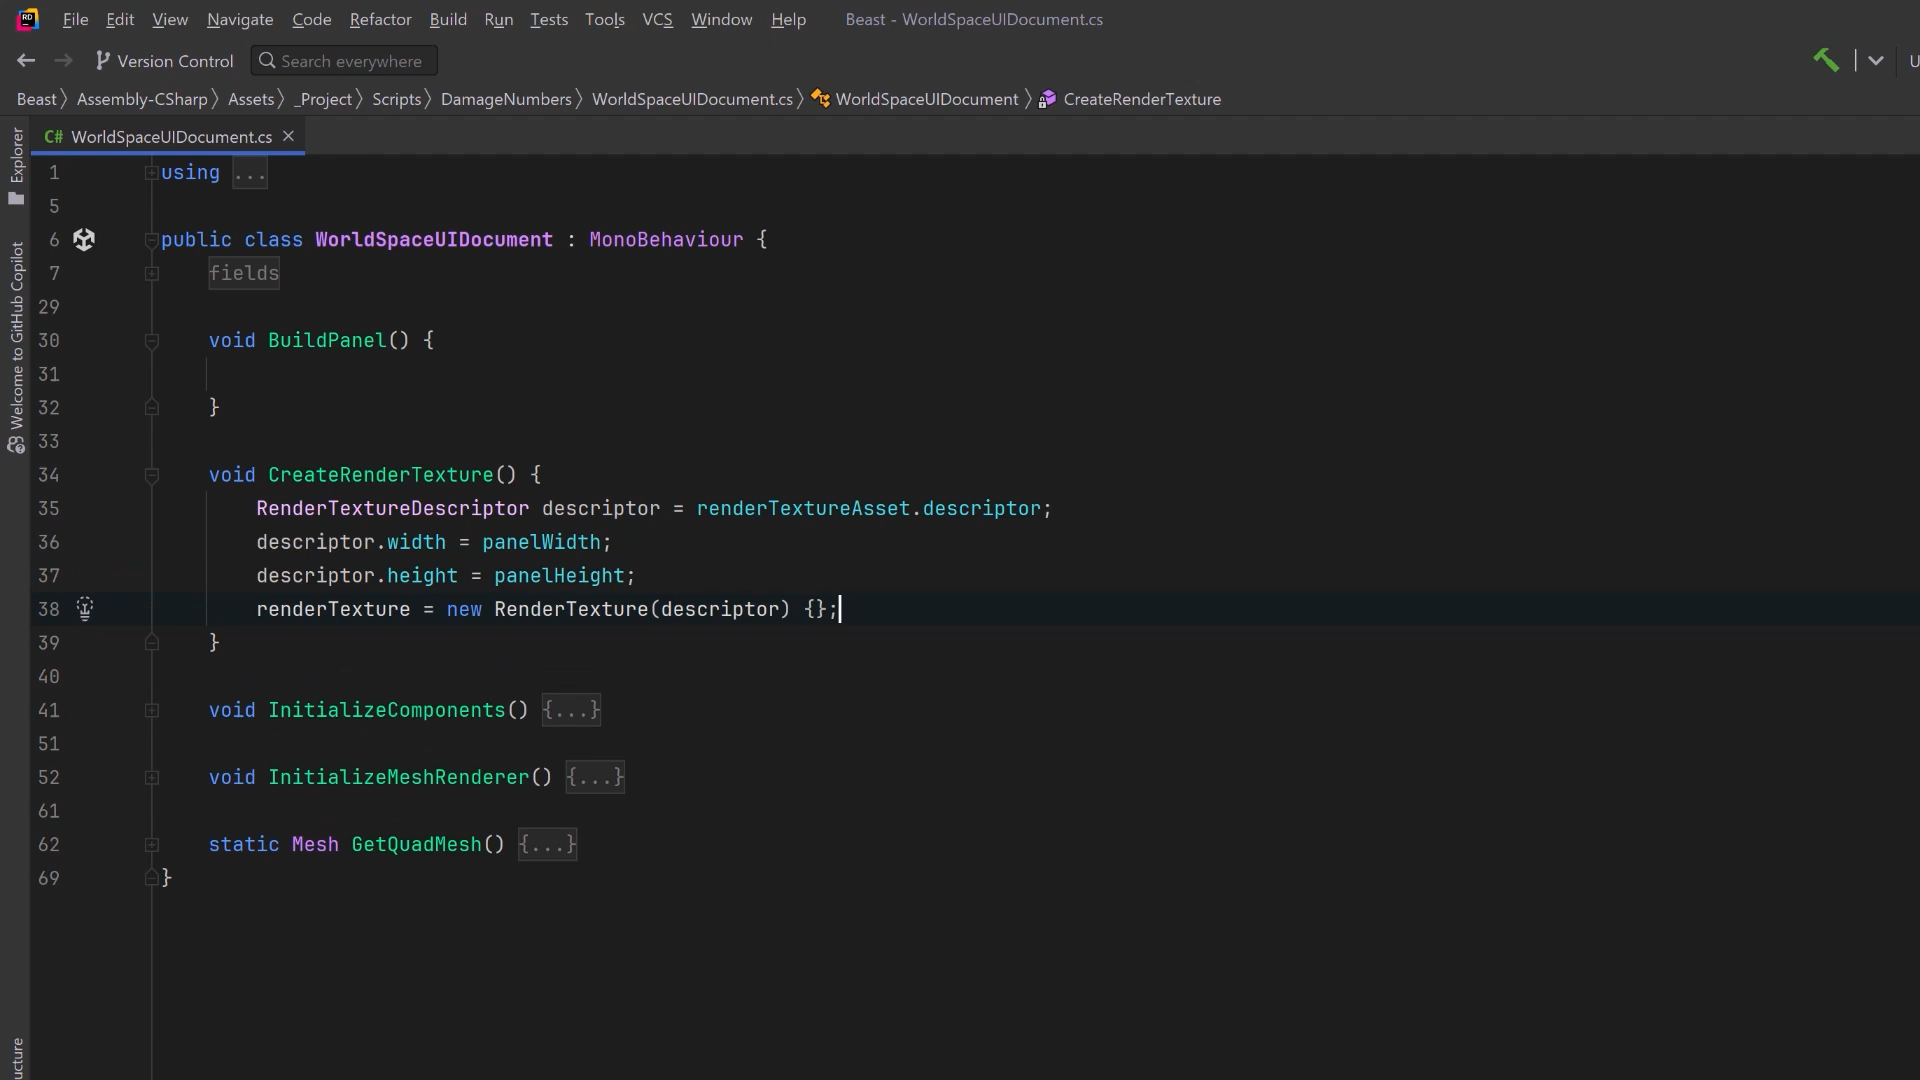 RD File Edit View Navigate Code Refactor Build Run Tests Tools VCS Window Help Beast - WorldSpaceUIDocument.cs
Version Control Search everywhere U
Beast Assembly-CSharp Assets _Project Scripts DamageNumbers WorldSpaceUIDocument.cs WorldSpaceUIDocument CreateRenderTexture
Explorer
Welcome to GitHub Copilot
ucture
C# WorldSpaceUIDocument.cs
1 using ...
5
6 public class WorldSpaceUIDocument : MonoBehaviour {
7 fields
29
30 void BuildPanel() {
31
32 }
33
34 void CreateRenderTexture() {
35 RenderTextureDescriptor descriptor = renderTextureAsset.descriptor;
36 descriptor.width = panelWidth;
37 descriptor.height = panelHeight;
38 renderTexture = new RenderTexture(descriptor) {};
39 }
40
41 void InitializeComponents() {...}
51
52 void InitializeMeshRenderer() {...}
61
62 static Mesh GetQuadMesh() {...}
69 }